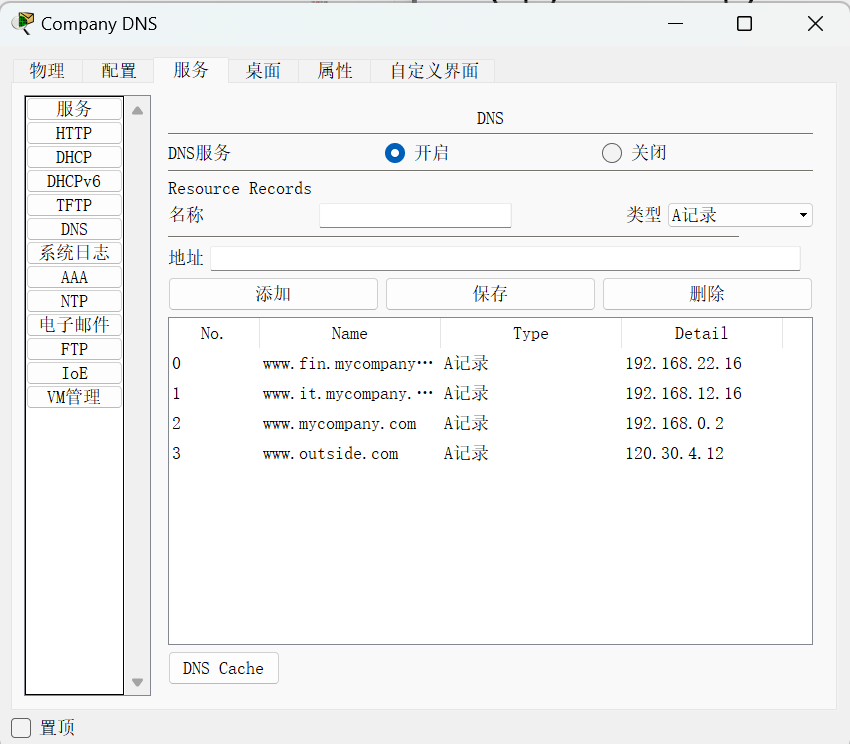 Company DNS
物理 配置 服务 桌面 属性 自定义界面
服务
HTTP
DHCP
DHCPv6
TFTP
DNS
系统日志
AAA
NTP
电子邮件
FTP
IoE
VM管理
DNS
DNS服务 开启 关闭
Resource Records
名称 类型 A记录
地址
添加 保存 删除
No. Name Type Detail
0 www.fin.mycompany… A记录 192.168.22.16
1 www.it.mycompany.… A记录 192.168.12.16
2 www.mycompany.com A记录 192.168.0.2
3 www.outside.com A记录 120.30.4.12
DNS Cache
置顶